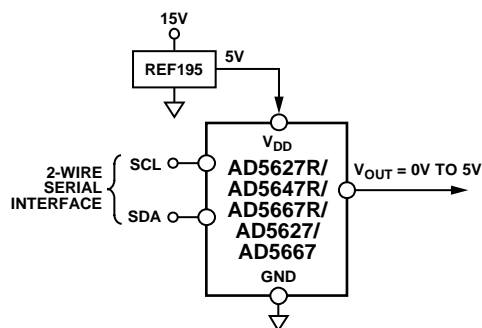 15V
REF195
5V
VDD
2-WIRE
SERIAL
INTERFACE
SCL
SDA
AD5627R/
AD5647R/
AD5667R/
AD5627/
AD5667
GND
VOUT = 0V TO 5V